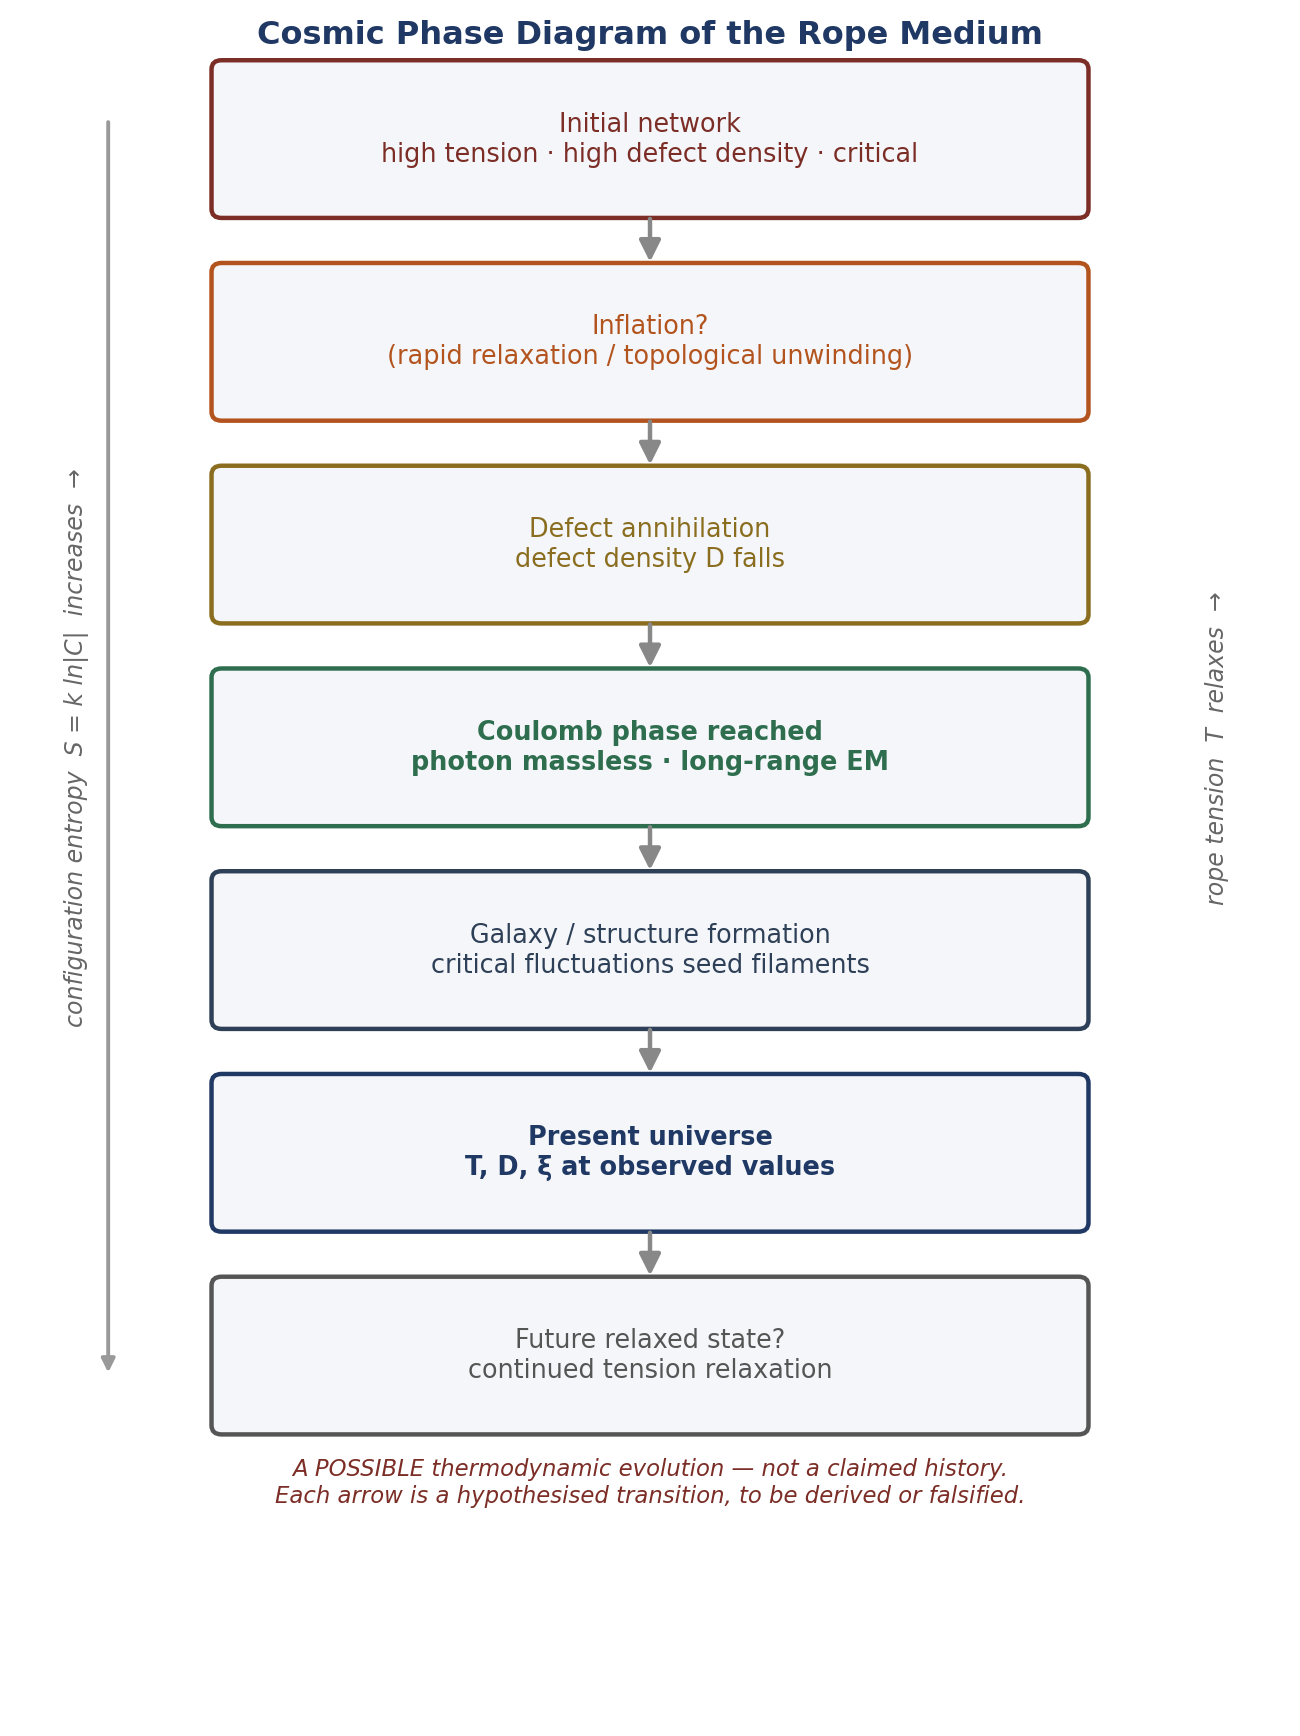 Cosmic Phase Diagram of the Rope Medium
Initial network
high tension · high defect density · critical
Inflation?
(rapid relaxation / topological unwinding)
Defect annihilation
defect density D falls
Coulomb phase reached
photon massless · long-range EM
Galaxy / structure formation
critical fluctuations seed filaments
Present universe
T, D, ξ at observed values
Future relaxed state?
continued tension relaxation
configuration entropy S = k ln|C| increases →
rope tension T relaxes →
A POSSIBLE thermodynamic evolution — not a claimed history.
Each arrow is a hypothesised transition, to be derived or falsified.